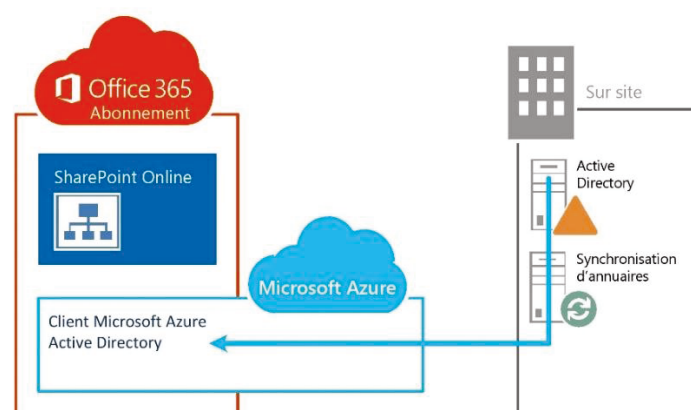 Office 365
Abonnement
Sur site
SharePoint Online
Active
Directory
Microsoft Azure
Synchronisation
d'annuaires
Client Microsoft Azure
Active Directory